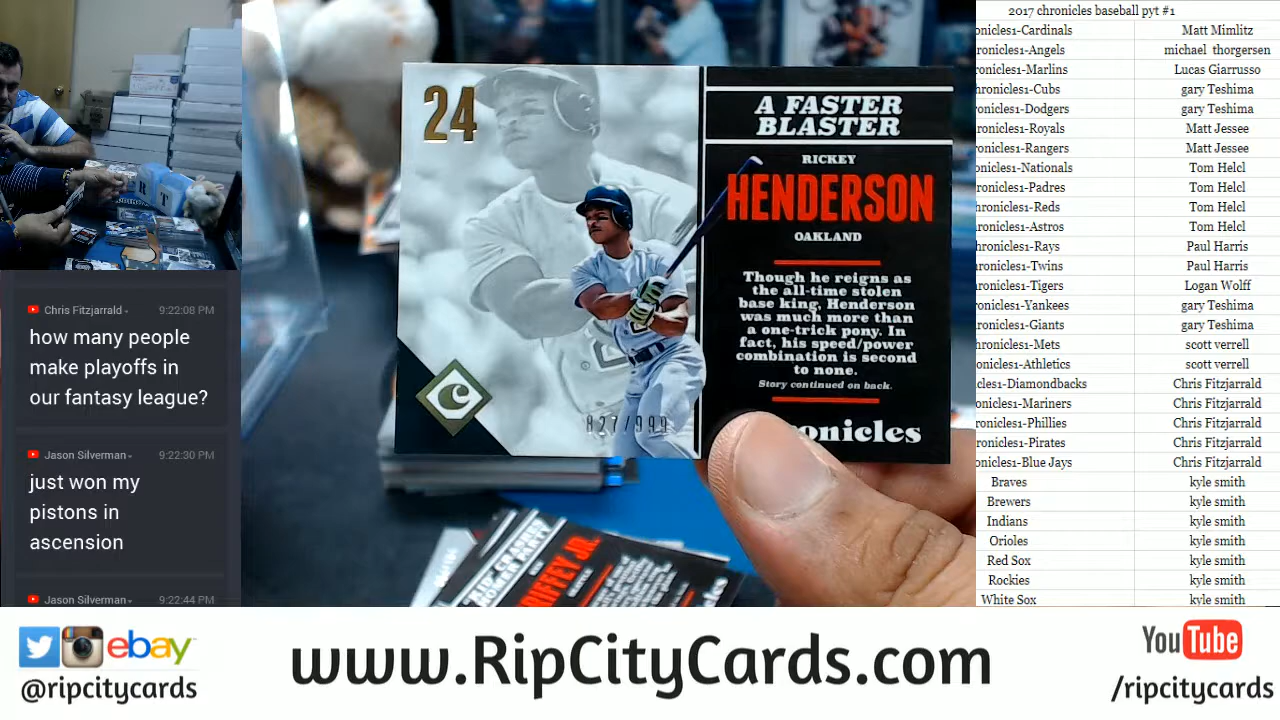 Chris Fitzjarrald
9:22:08 PM
how many people
make playoffs in
our fantasy league?
Jason Silverman
9:22:30 PM
just won my
pistons in
ascension
Jason Silverman
9:22:44 PM
24
A FASTER
BLASTER
RICKEY
HENDERSON
OAKLAND
Though he reigns as
the all-time stolen
base king, Henderson
was much more than
a one-trick pony. In
fact, his speed/power
combination is second
to none.
Story continued on back.
onicles
C
827/999
FFEY JR.
2017 chronicles baseball pyt #1
onicles1-Cardinals Matt Mimlitz
ronicles1-Angels michael thorgersen
ronicles1-Marlins Lucas Giarrusso
hronicles1-Cubs gary Teshima
ronicles1-Dodgers gary Teshima
ronicles1-Royals Matt Jessee
ronicles1-Rangers Matt Jessee
onicles1-Nationals Tom Helcl
ronicles1-Padres Tom Helcl
hronicles1-Reds Tom Helcl
ronicles1-Astros Tom Helcl
hronicles1-Rays Paul Harris
ronicles1-Twins Paul Harris
ronicles1-Tigers Logan Wolff
onicles1-Yankees gary Teshima
ronicles1-Giants gary Teshima
hronicles1-Mets scott verrell
onicles1-Athletics scott verrell
cles1-Diamondbacks Chris Fitzjarrald
onicles1-Mariners Chris Fitzjarrald
ronicles1-Phillies Chris Fitzjarrald
ronicles1-Pirates Chris Fitzjarrald
onicles1-Blue Jays Chris Fitzjarrald
Braves kyle smith
Brewers kyle smith
Indians kyle smith
Orioles kyle smith
Red Sox kyle smith
Rockies kyle smith
White Sox kyle smith
ebay
@ripcitycards
www.RipCityCards.com
YouTube
/ripcitycards